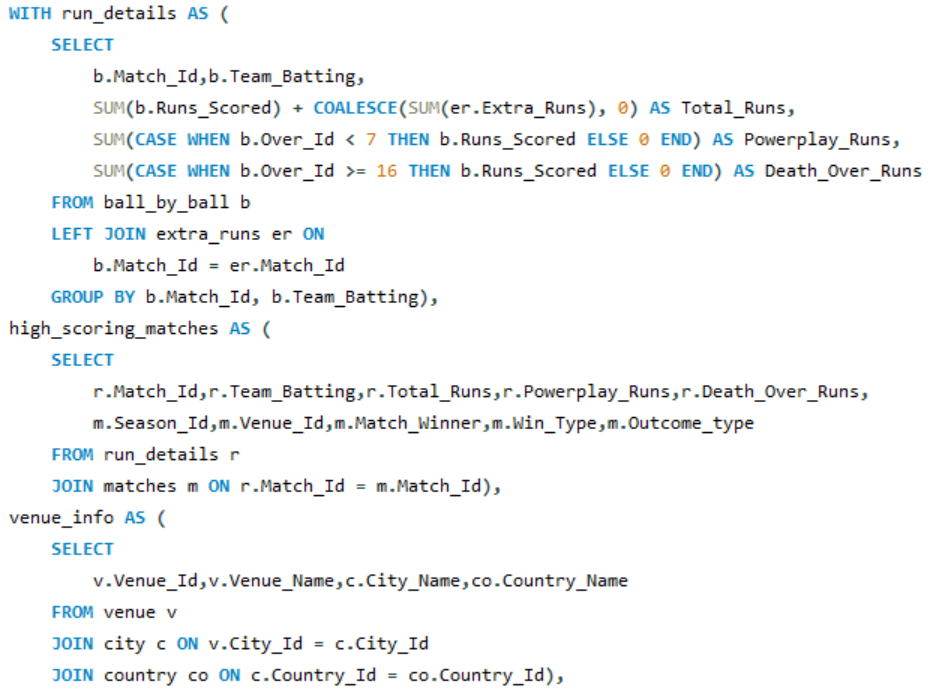 WITH run_details AS (
    SELECT
        b.Match_Id,b.Team_Batting,
        SUM(b.Runs_Scored) + COALESCE(SUM(er.Extra_Runs), 0) AS Total_Runs,
        SUM(CASE WHEN b.Over_Id < 7 THEN b.Runs_Scored ELSE 0 END) AS Powerplay_Runs,
        SUM(CASE WHEN b.Over_Id >= 16 THEN b.Runs_Scored ELSE 0 END) AS Death_Over_Runs
    FROM ball_by_ball b
    LEFT JOIN extra_runs er ON
        b.Match_Id = er.Match_Id
    GROUP BY b.Match_Id, b.Team_Batting),
high_scoring_matches AS (
    SELECT
        r.Match_Id,r.Team_Batting,r.Total_Runs,r.Powerplay_Runs,r.Death_Over_Runs,
        m.Season_Id,m.Venue_Id,m.Match_Winner,m.Win_Type,m.Outcome_type
    FROM run_details r
    JOIN matches m ON r.Match_Id = m.Match_Id),
venue_info AS (
    SELECT
        v.Venue_Id,v.Venue_Name,c.City_Name,co.Country_Name
    FROM venue v
    JOIN city c ON v.City_Id = c.City_Id
    JOIN country co ON c.Country_Id = co.Country_Id),